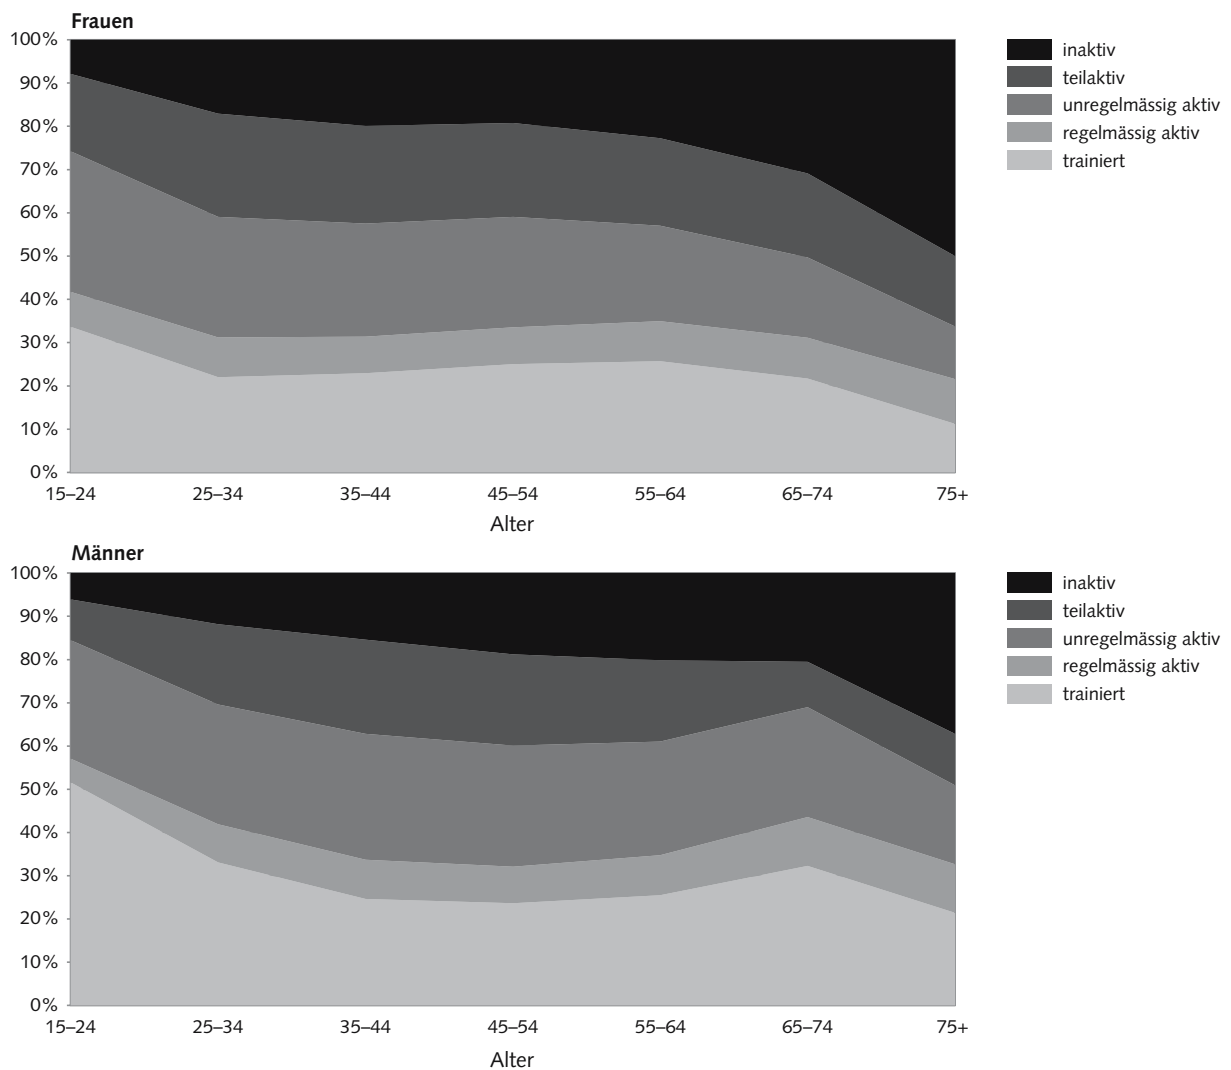 Frauen
100%
90%
80%
70%
60%
50%
40%
30%
20%
10%
0%
15–24 25–34 35–44 45–54 55–64 65–74 75+
Alter
inaktiv
teilaktiv
unregelmässig aktiv
regelmässig aktiv
trainiert
Männer
100%
90%
80%
70%
60%
50%
40%
30%
20%
10%
0%
15–24 25–34 35–44 45–54 55–64 65–74 75+
Alter
inaktiv
teilaktiv
unregelmässig aktiv
regelmässig aktiv
trainiert